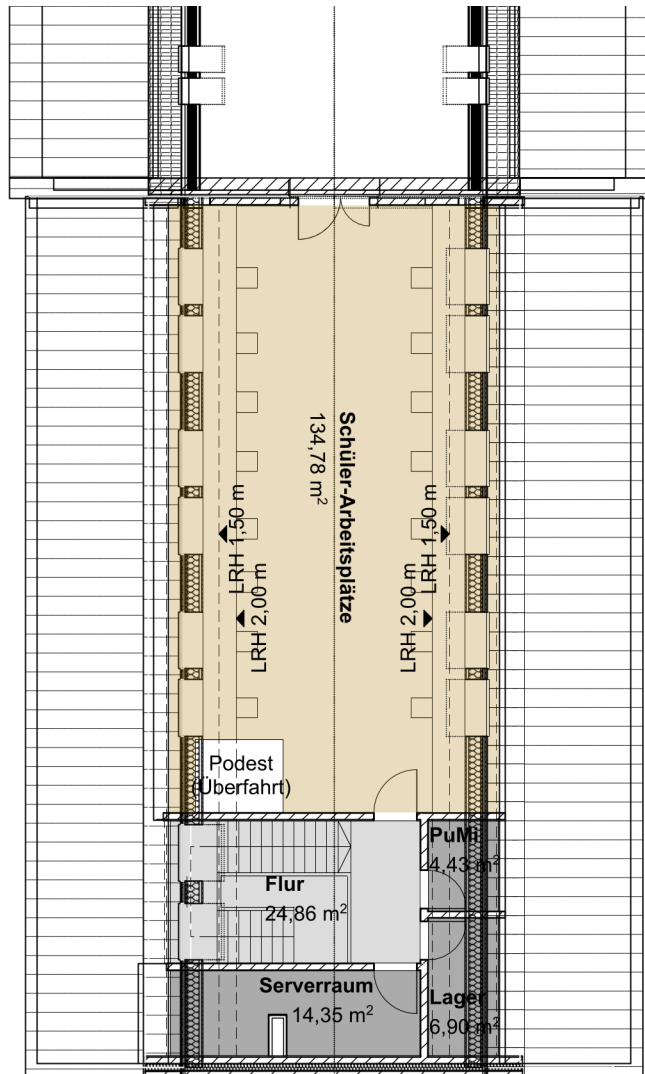 Schüler-Arbeitsplätze
134,78 m²
LRH 1,50 m
LRH 2,00 m
LRH 1,50 m
LRH 2,00 m
Podest
(Überfahrt)
PuMi
4,43 m²
Flur
24,86 m²
Serverraum
14,35 m²
Lager
6,90 m²